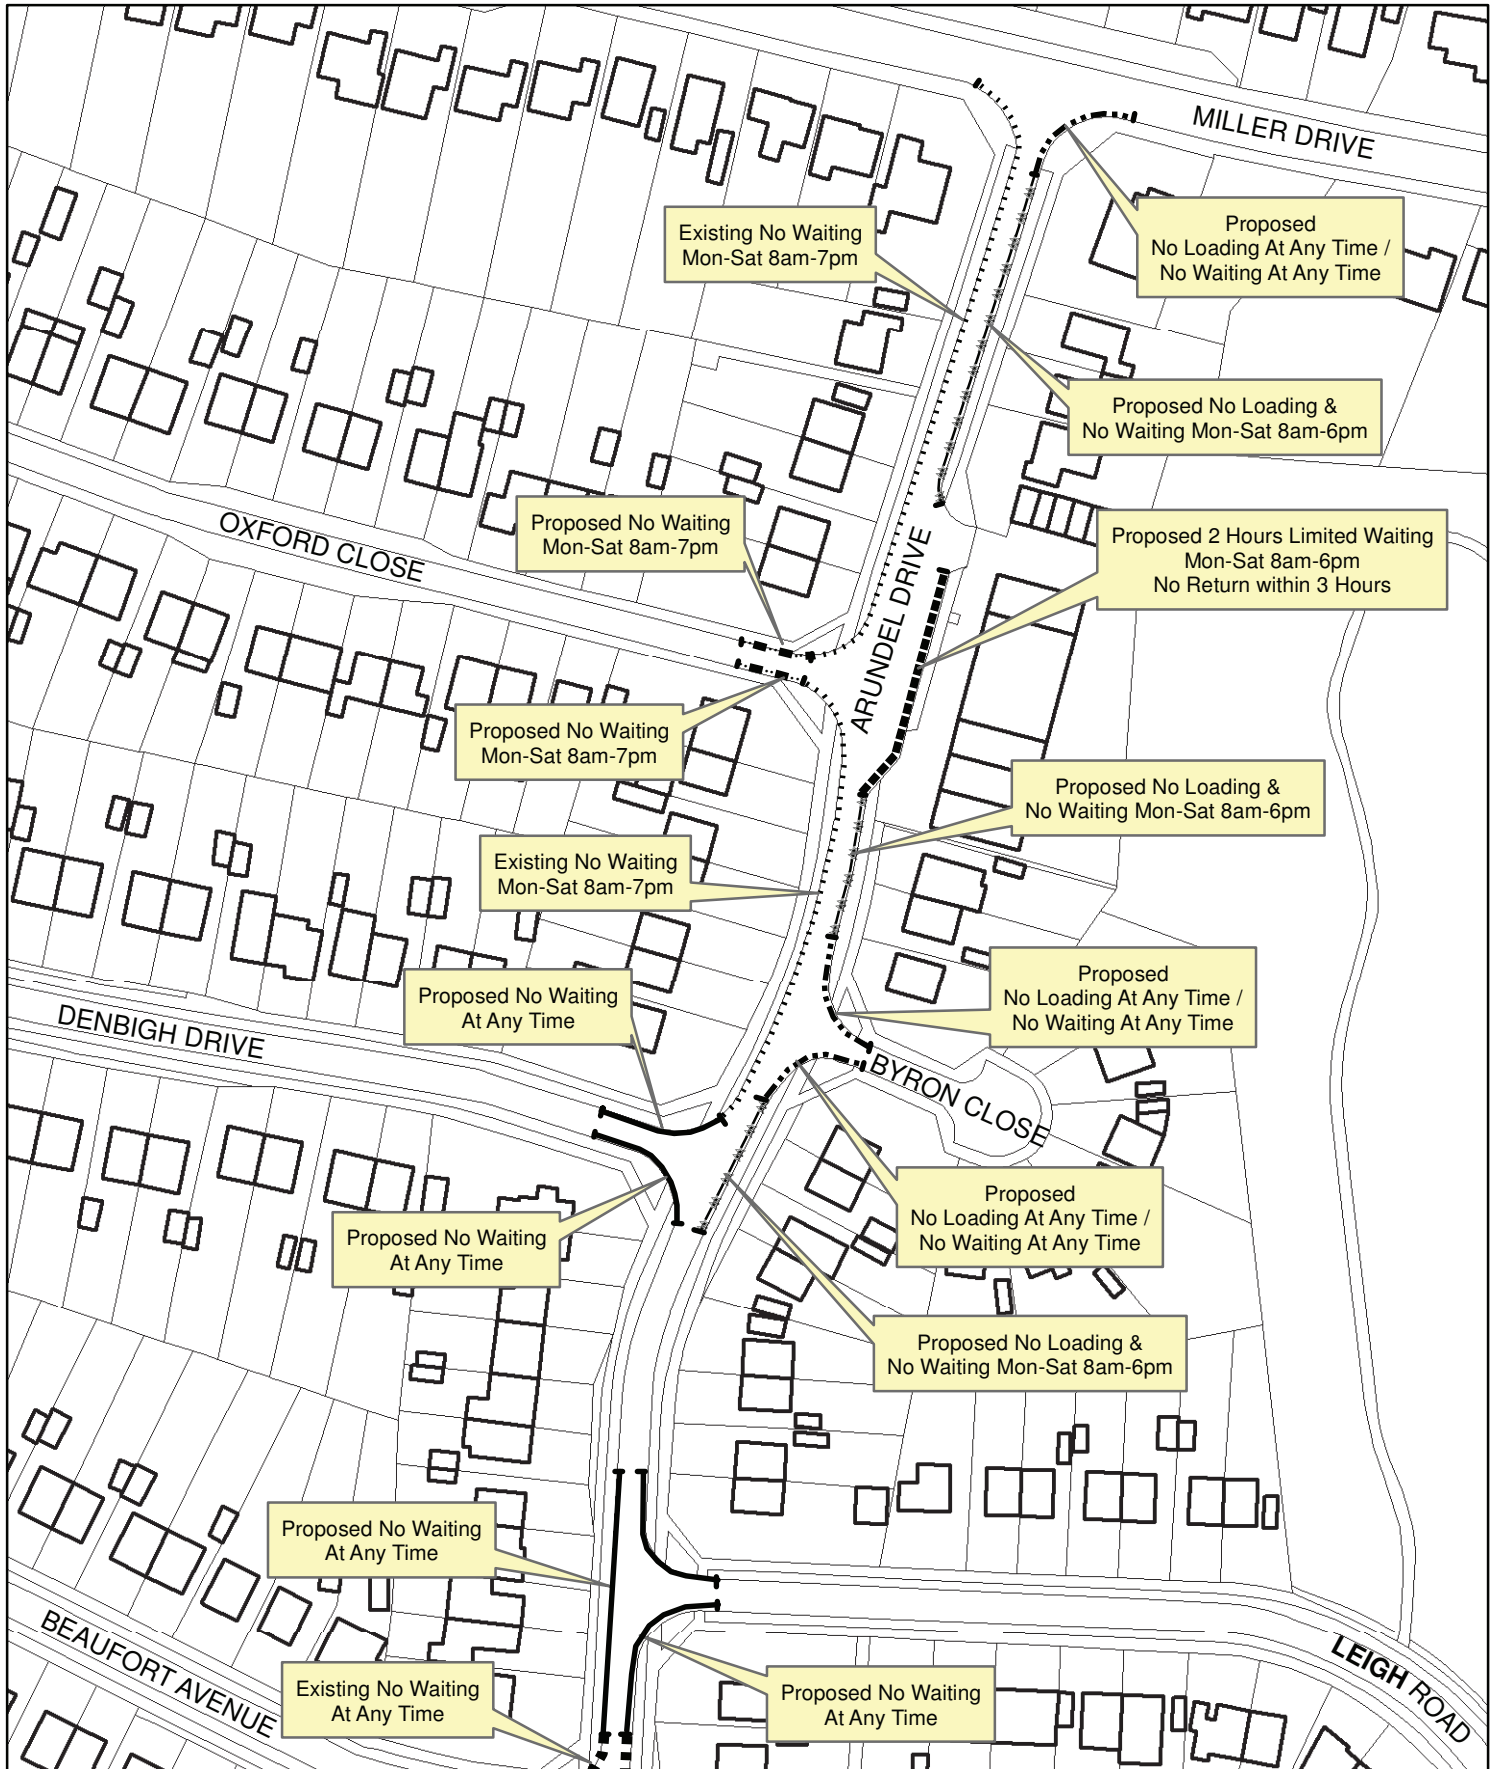 MILLER DRIVE
Existing No Waiting
Mon-Sat 8am-7pm
Proposed
No Loading At Any Time /
No Waiting At Any Time
Proposed No Loading &
No Waiting Mon-Sat 8am-6pm
OXFORD CLOSE
Proposed No Waiting
Mon-Sat 8am-7pm
ARUNDEL DRIVE
Proposed 2 Hours Limited Waiting
Mon-Sat 8am-6pm
No Return within 3 Hours
Proposed No Waiting
Mon-Sat 8am-7pm
Proposed No Loading &
No Waiting Mon-Sat 8am-6pm
Existing No Waiting
Mon-Sat 8am-7pm
Proposed No Waiting
At Any Time
Proposed
No Loading At Any Time /
No Waiting At Any Time
DENBIGH DRIVE
BYRON CLOSE
Proposed No Waiting
At Any Time
Proposed
No Loading At Any Time /
No Waiting At Any Time
Proposed No Loading &
No Waiting Mon-Sat 8am-6pm
Proposed No Waiting
At Any Time
BEAUFORT AVENUE
LEIGH ROAD
Existing No Waiting
At Any Time
Proposed No Waiting
At Any Time